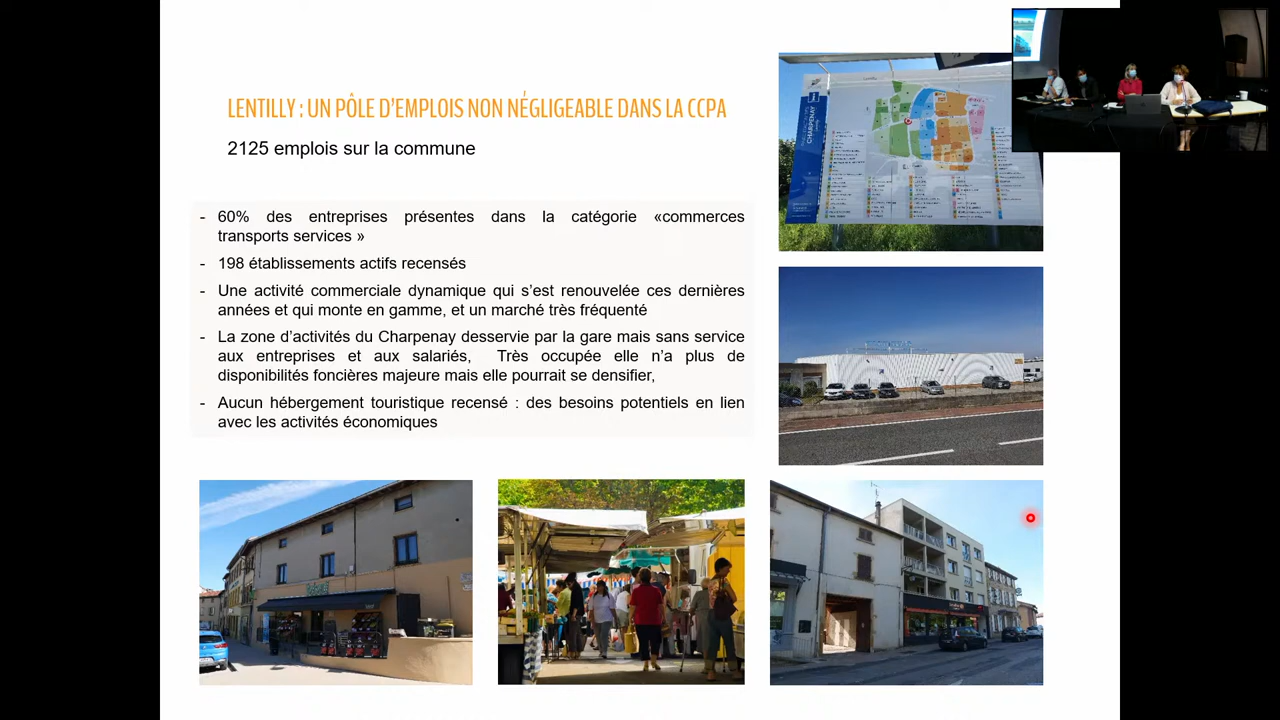 LENTILLY : UN PÔLE D'EMPLOIS NON NÉGLIGEABLE DANS LA CCPA
2125 emplois sur la commune
- 60% des entreprises présentes dans la catégorie «commerces
transports services »
- 198 établissements actifs recensés
- Une activité commerciale dynamique qui s'est renouvelée ces dernières
années et qui monte en gamme, et un marché très fréquenté
- La zone d'activités du Charpenay desservie par la gare mais sans service
aux entreprises et aux salariés, Très occupée elle n'a plus de
disponibilités foncières majeure mais elle pourrait se densifier,
- Aucun hébergement touristique recensé : des besoins potentiels en lien
avec les activités économiques
CHARPENAY